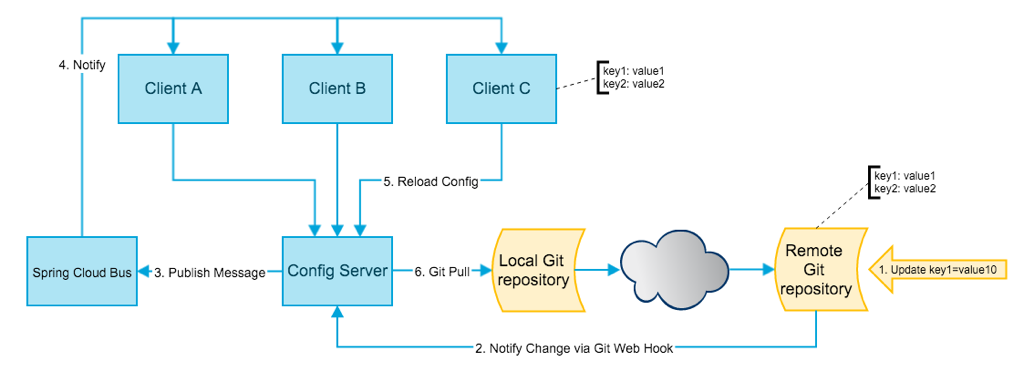 4. Notify
Client A
Client B
Client C
key1: value1
key2: value2
5. Reload Config
key1: value1
key2: value2
Spring Cloud Bus
3. Publish Message
Config Server
6. Git Pull
Local Git
repository
Remote
Git
repository
1. Update key1=value10
2. Notify Change via Git Web Hook